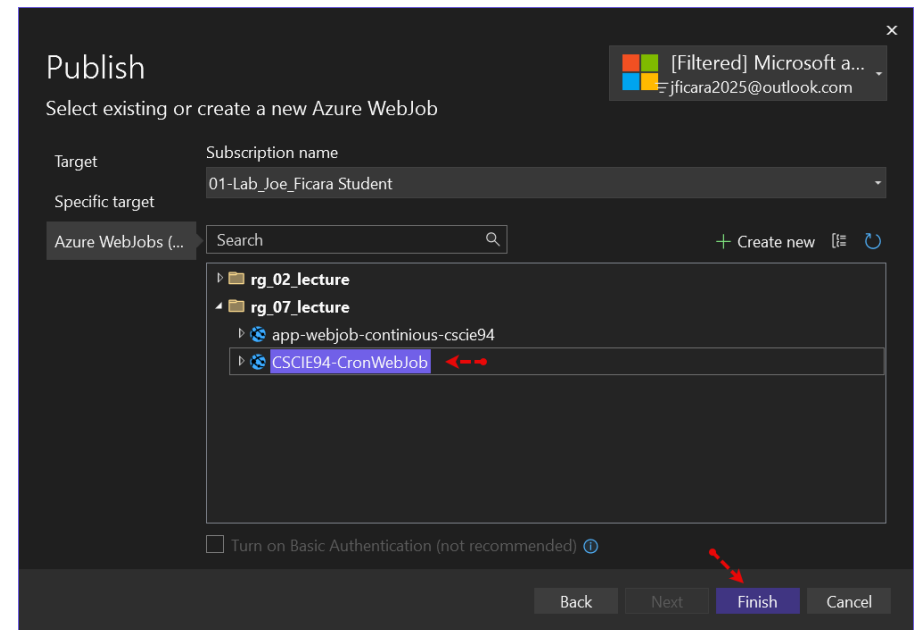 Publish
[Filtered] Microsoft a...
jficara2025@outlook.com
Select existing or create a new Azure WebJob
Target
Specific target
Azure WebJobs (...
Subscription name
01-Lab_Joe_Ficara Student
Search
Create new
rg_02_lecture
rg_07_lecture
app-webjob-continious-cscie94
CSCIE94-CronWebJob
Turn on Basic Authentication (not recommended)
Back
Next
Finish
Cancel